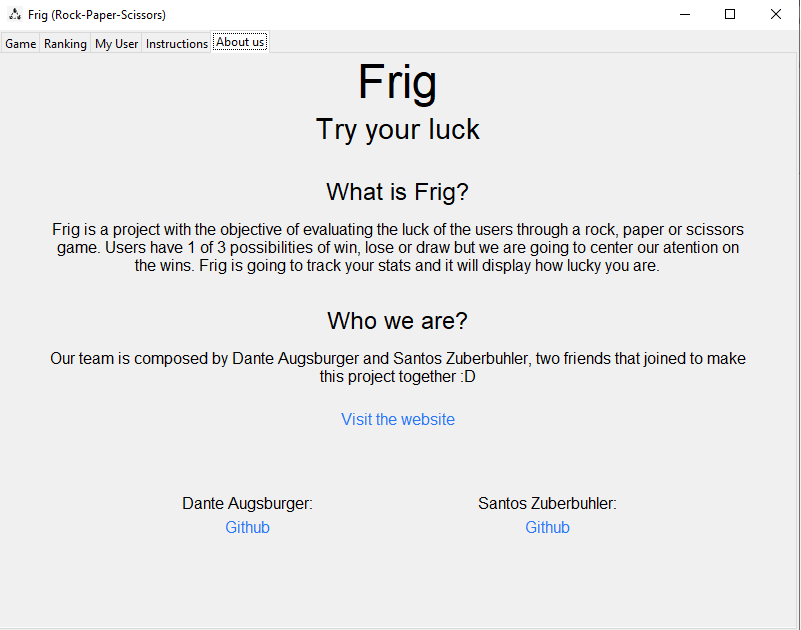 Frig (Rock-Paper-Scissors)
Game Ranking My User Instructions About us
Frig
Try your luck
What is Frig?
Frig is a project with the objective of evaluating the luck of the users through a rock, paper or scissors
game. Users have 1 of 3 possibilities of win, lose or draw but we are going to center our atention on
the wins. Frig is going to track your stats and it will display how lucky you are.
Who we are?
Our team is composed by Dante Augsburger and Santos Zuberbuhler, two friends that joined to make
this project together :D
Visit the website
Dante Augsburger: Santos Zuberbuhler:
Github Github